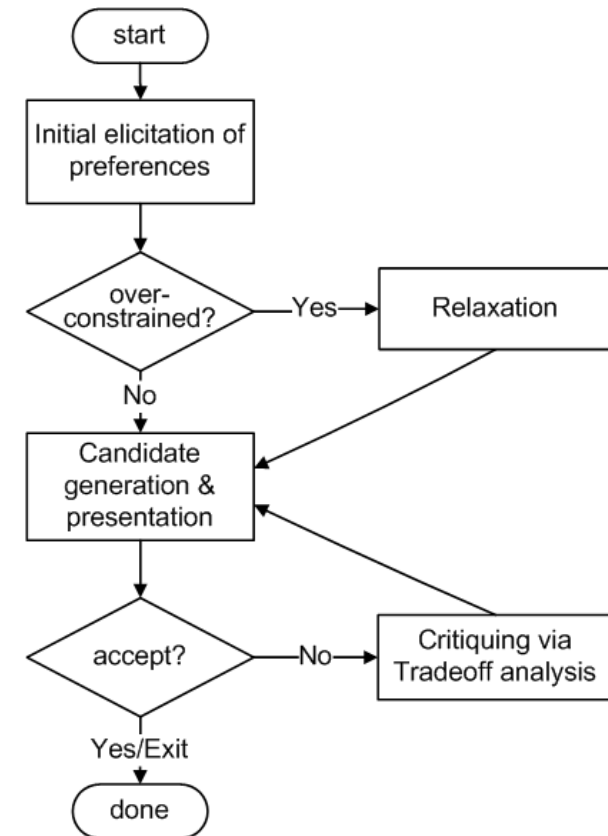 start
Initial elicitation of
preferences
over-
constrained?
Yes
Relaxation
No
Candidate
generation &
presentation
accept?
No
Critiquing via
Tradeoff analysis
Yes/Exit
done